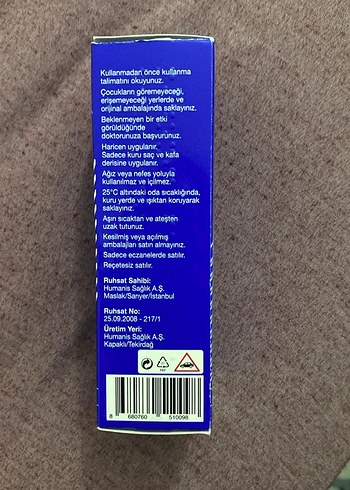 Kullanmadan önce kullanma
talimatını okuyunuz.
Çocukların göremeyeceği,
erişemeyeceği yerlerde ve
orijinal ambalajında saklayınız.
Beklenmeyen bir etki
görüldüğünde
doktorunuza başvurunuz.
Haricen uygulanır.
Sadece kuru saç ve kafa
derisine uygulanır.
Ağız veya nefes yoluyla
kullanılmaz ve içilmez.
25°C altındaki oda sıcaklığında,
kuru yerde ve ışıktan koruyarak
saklayınız.
Aşırı sıcaktan ve ateşten
uzak tutunuz.
Kesilmiş veya açılmış
ambalajları satın almayınız.
Sadece eczanelerde satılır.
Reçetesiz satılır.
Ruhsat Sahibi:
Humanis Sağlık A.Ş.
Maslak/Sarıyer/İstanbul
Ruhsat No:
25.09.2008 - 217/1
Üretim Yeri:
Humanis Sağlık A.Ş.
Kapaklı/Tekirdağ
8 680760 510098